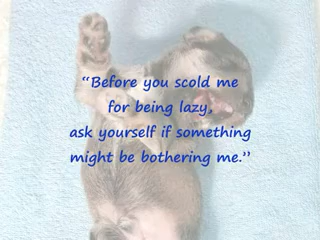 “Before you scold me
for being lazy,
ask yourself if something
might be bothering me.”